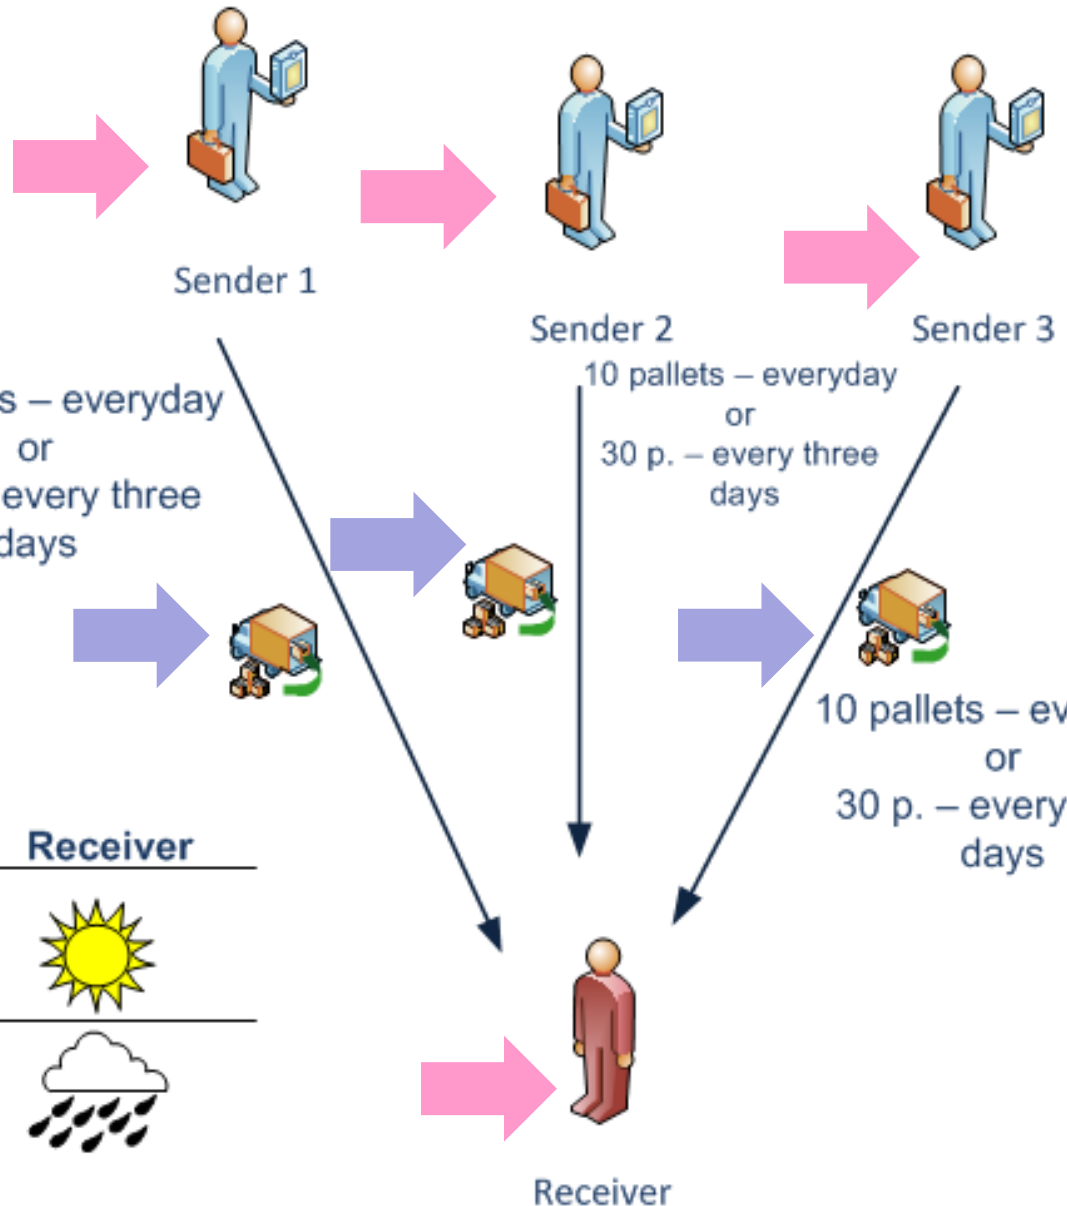 Sender 1
Sender 2
Sender 3
s – everyday
or
every three
days
10 pallets – everyday
or
30 p. – every three
days
10 pallets – ev
or
30 p. – every
days
Receiver
Receiver